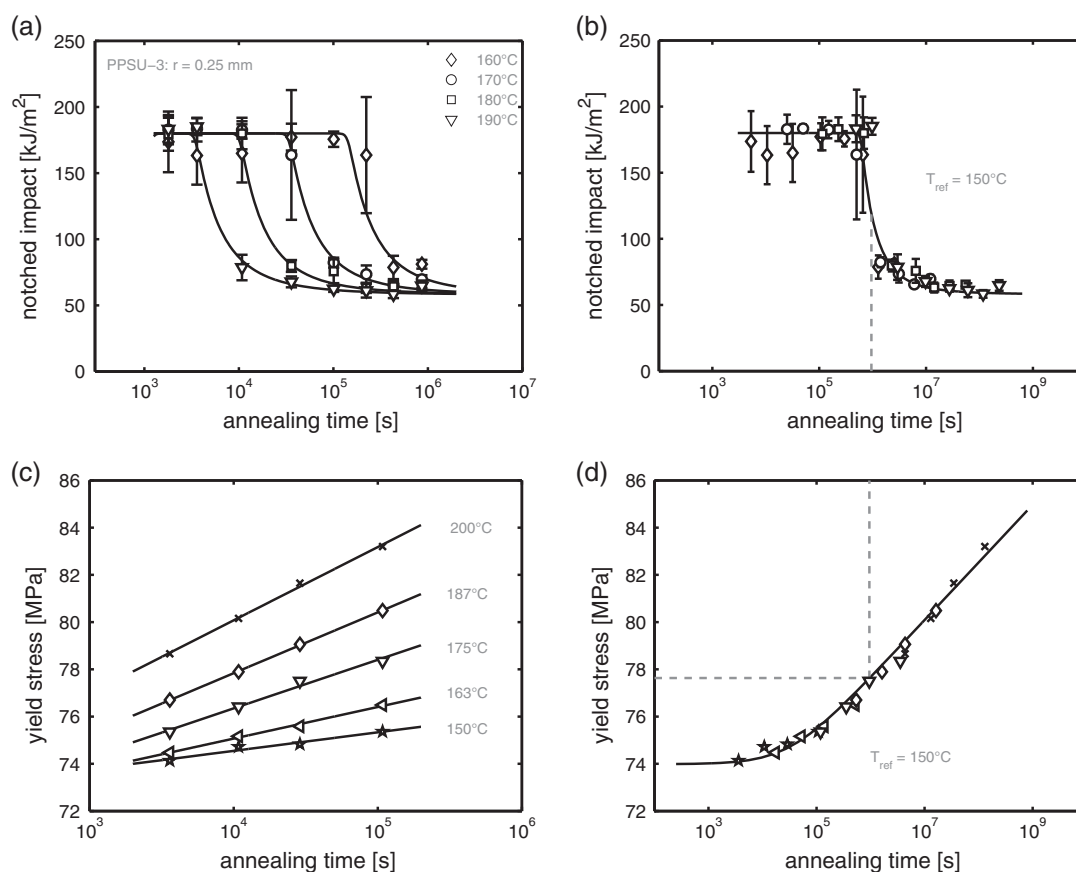 (a)
250
200
150
100
50
0
notched impact [kJ/m²]
PPSU−3: r = 0.25 mm
160°C
170°C
180°C
190°C
10³ 10⁴ 10⁵ 10⁶ 10⁷
annealing time [s]
(b)
250
200
150
100
50
0
notched impact [kJ/m²]
T_ref = 150°C
10³ 10⁵ 10⁷ 10⁹
annealing time [s]
(c)
86
84
82
80
78
76
74
72
yield stress [MPa]
200°C
187°C
175°C
163°C
150°C
10³ 10⁴ 10⁵ 10⁶
annealing time [s]
(d)
86
84
82
80
78
76
74
72
yield stress [MPa]
T_ref = 150°C
10³ 10⁵ 10⁷ 10⁹
annealing time [s]